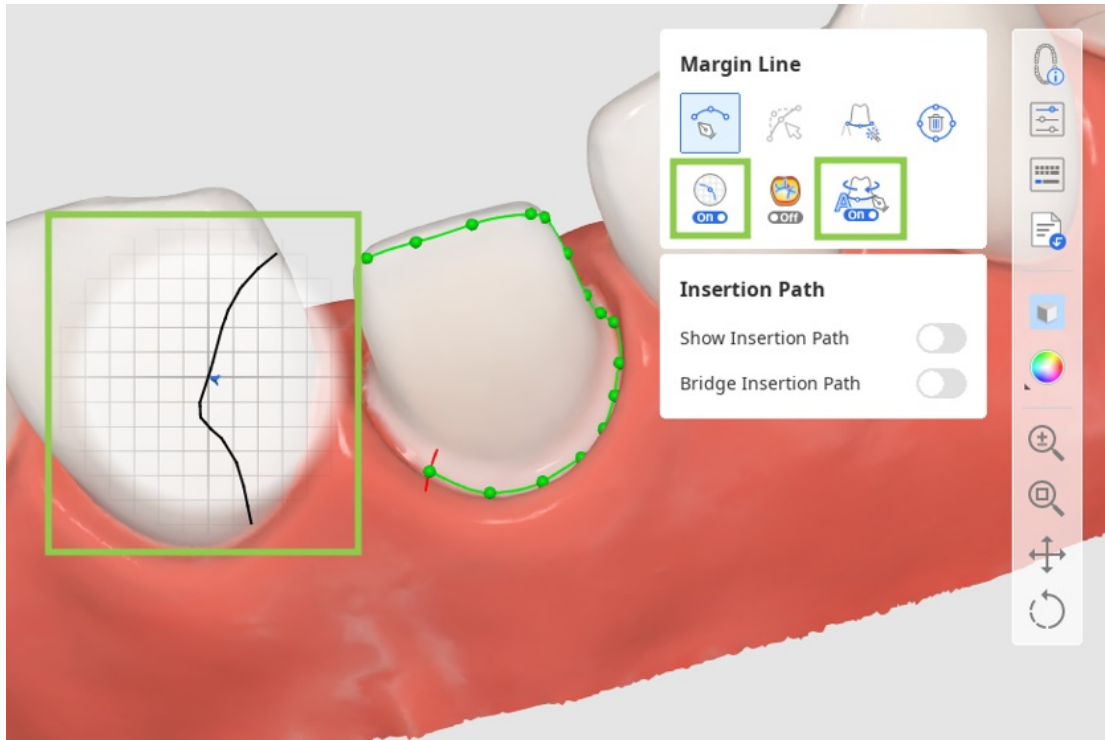 Margin Line
On
Off
A
On
Insertion Path
Show Insertion Path
Bridge Insertion Path